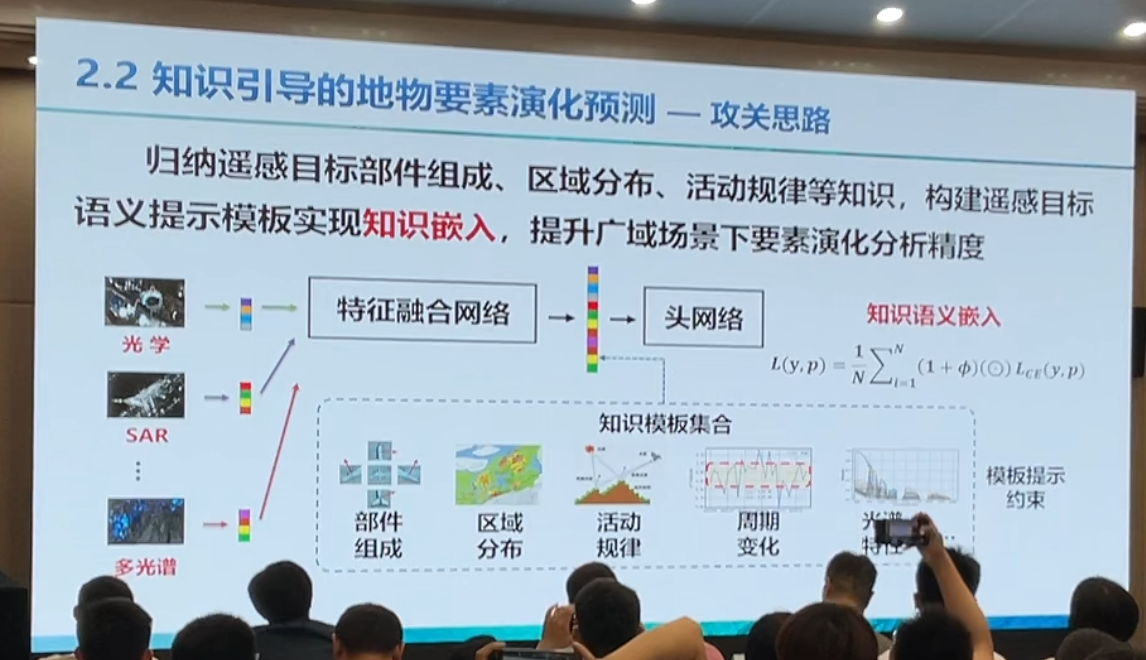 2.2 知识引导的地物要素演化预测 — 攻关思路
归纳遥感目标部件组成、区域分布、活动规律等知识，构建遥感目标
语义提示模板实现知识嵌入，提升广域场景下要素演化分析精度
光学
SAR
⋮
多光谱
特征融合网络
头网络
知识语义嵌入
L(y,p) = \frac{1}{N}\sum_{i=1}^{N}(1+ϕ)(⊙)L_{CE}(y,p)
知识模板集合
部件
组成
区域
分布
活动
规律
周期
变化
光谱
特性
模板提示
约束